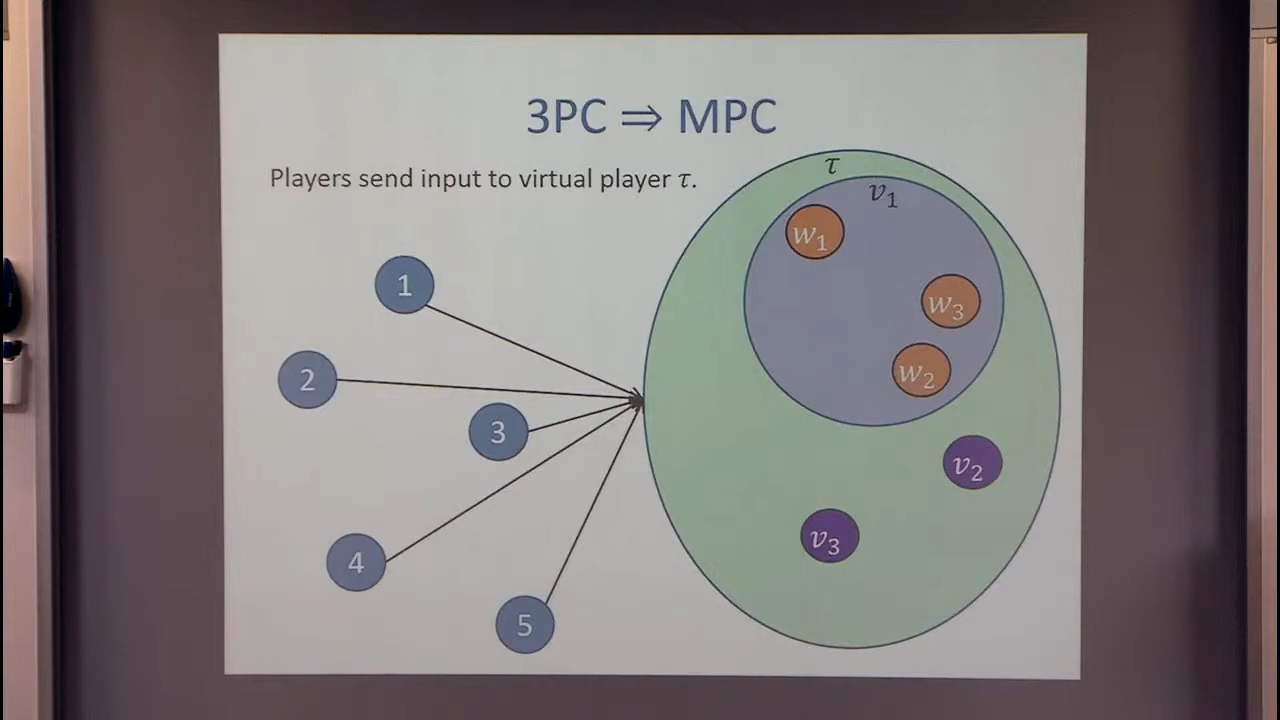 3PC ⇒ MPC
Players send input to virtual player τ.
τ
v₁
w₁
1
w₃
2
w₂
3
v₂
v₃
4
5